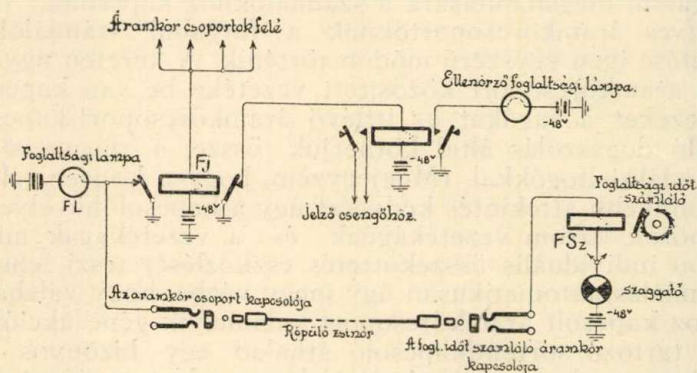 Áramkör csoportok felé
Ellenörző foglaltsági lámpa.
-48v
Foglaltsági lámpa
FJ
-48v
FL
-48v
Jelző csengőhöz.
Foglaltsági időt
számláló
FSz
Az áramkör csoport kapcsolója
szaggató
-48v
Röpülő zsinór
A fogl. időt számláló áramkör
kapcsolója